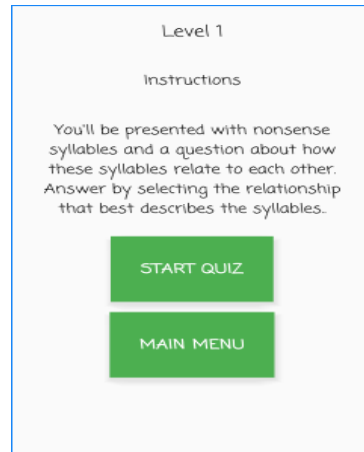 Level 1
Instructions
You'll be presented with nonsense
syllables and a question about how
these syllables relate to each other.
Answer by selecting the relationship
that best describes the syllables..
START QUIZ
MAIN MENU